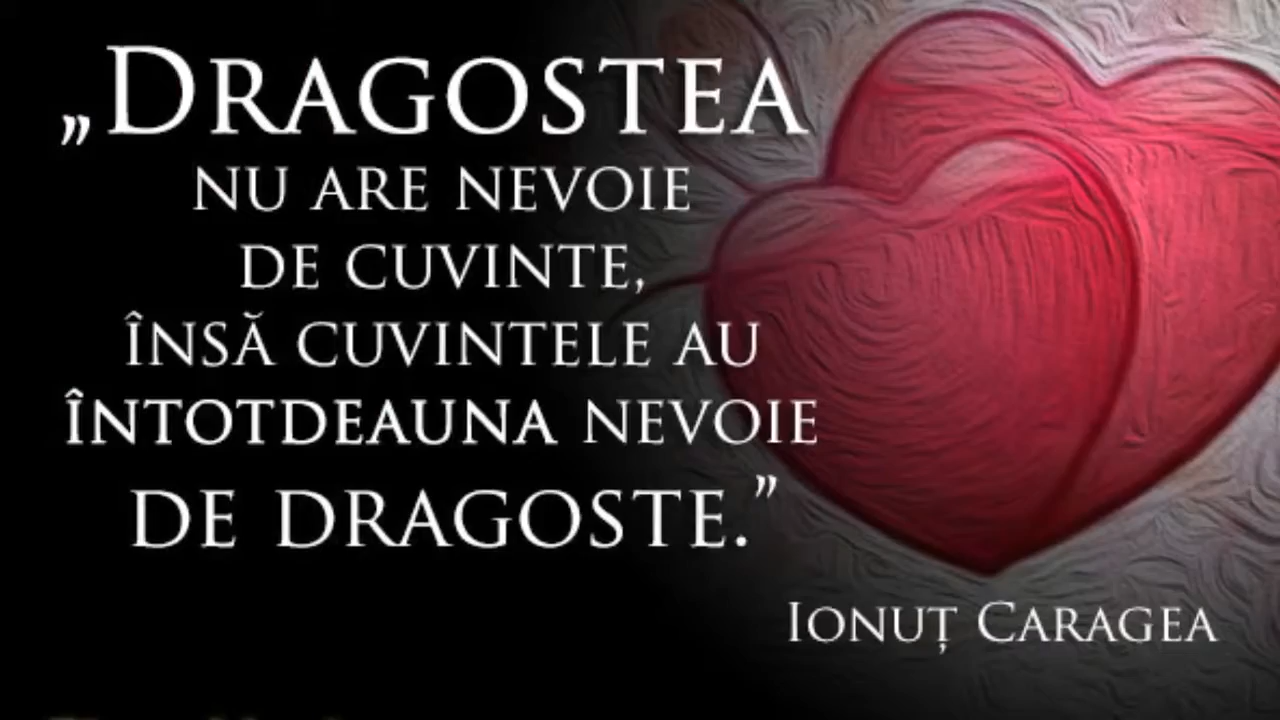 „DRAGOSTEA
NU ARE NEVOIE
DE CUVINTE,
ÎNSĂ CUVINTELE AU
ÎNTOTDEAUNA NEVOIE
DE DRAGOSTE.”
IONUȚ CARAGEA